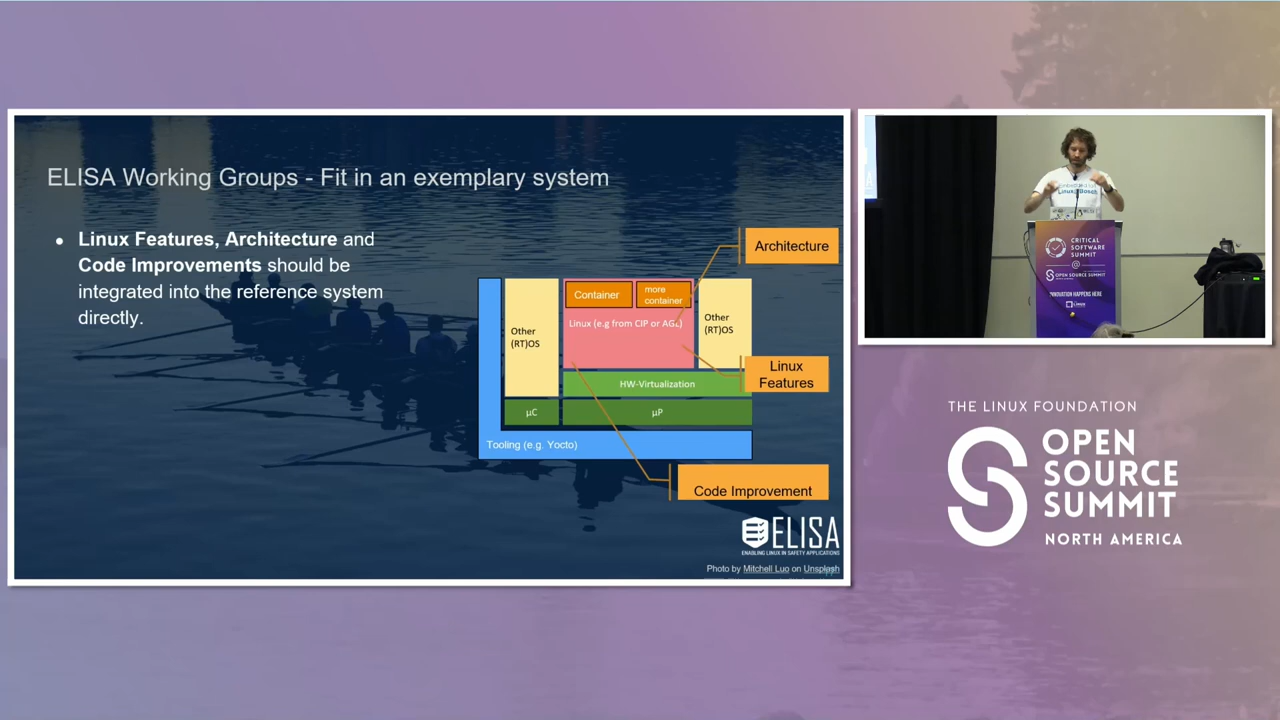 ELISA Working Groups - Fit in an exemplary system
● Linux Features, Architecture and
Code Improvements should be
integrated into the reference system
directly.
Architecture
Container
more
container
Other
(RT)OS
Linux (e.g from CIP or AGL)
Other
(RT)OS
Linux
Features
HW-Virtualization
µC
µP
Tooling (e.g. Yocto)
Code Improvement
ELISA
ENABLING LINUX IN SAFETY APPLICATIONS
Photo by Mitchell Luo on Unsplash
CRITICAL
SOFTWARE
SUMMIT
@
OPEN SOURCE SUMMIT
INNOVATION HAPPENS HERE
THE LINUX FOUNDATION
OPEN
SOURCE
SUMMIT
NORTH AMERICA